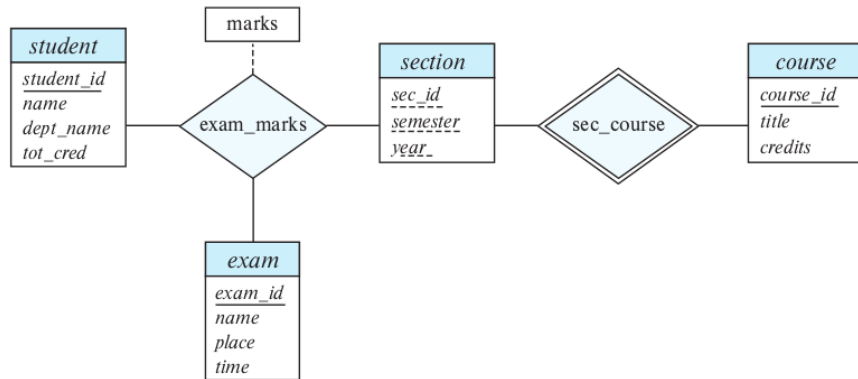 marks
student
student_id
name
dept_name
tot_cred
exam_marks
section
sec_id
semester
year
sec_course
course
course_id
title
credits
exam
exam_id
name
place
time